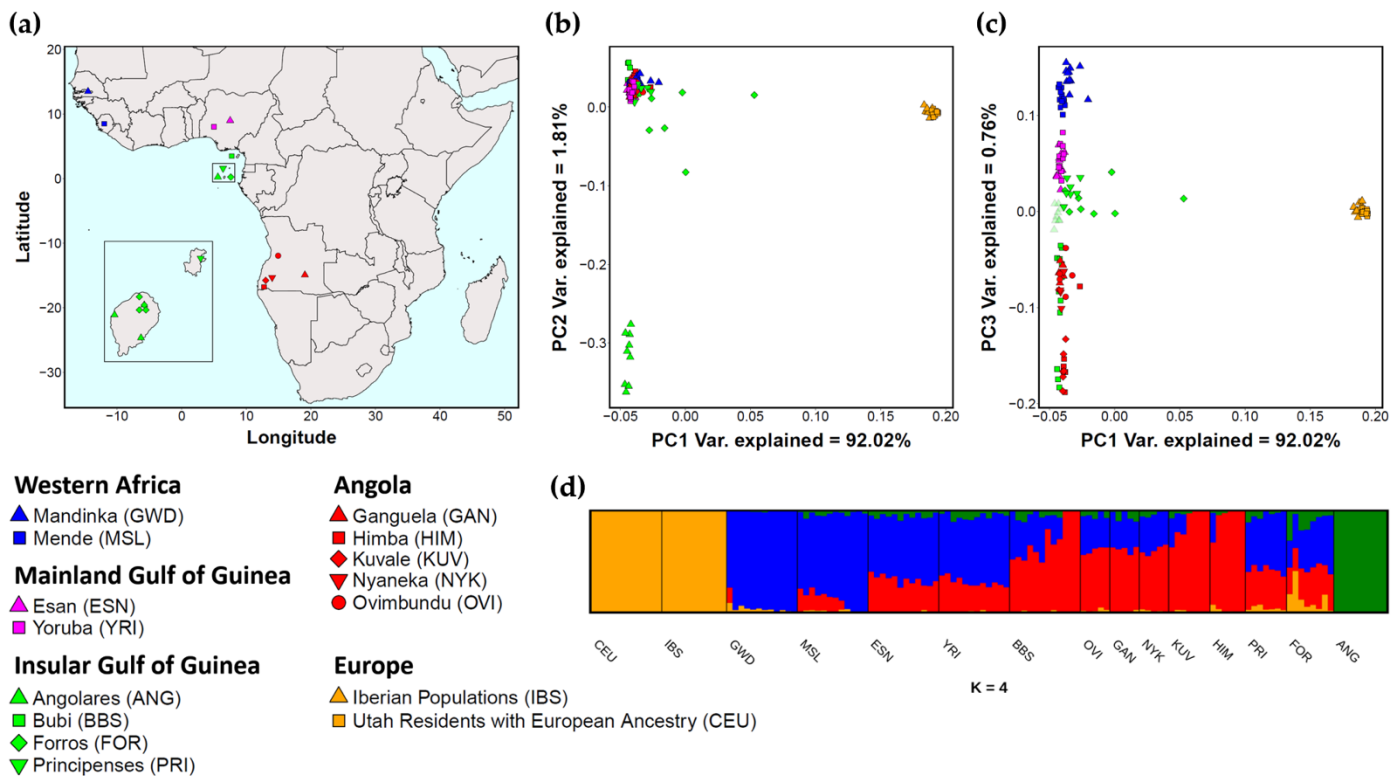 (a)
20
10
0
−10
−20
−30
Latitude
−10
0
10
20
30
40
50
Longitude
(b)
0.0
−0.1
−0.2
−0.3
PC2 Var. explained = 1.81%
−0.05
0.00
0.05
0.10
0.15
0.20
PC1 Var. explained = 92.02%
(c)
0.1
0.0
−0.1
−0.2
PC3 Var. explained = 0.76%
−0.05
0.00
0.05
0.10
0.15
0.20
PC1 Var. explained = 92.02%
Western Africa
Mandinka (GWD)
Mende (MSL)
Mainland Gulf of Guinea
Esan (ESN)
Yoruba (YRI)
Insular Gulf of Guinea
Angolares (ANG)
Bubi (BBS)
Forros (FOR)
Principenses (PRI)
Angola
Ganguela (GAN)
Himba (HIM)
Kuvale (KUV)
Nyaneka (NYK)
Ovimbundu (OVI)
Europe
Iberian Populations (IBS)
Utah Residents with European Ancestry (CEU)
(d)
CEU
IBS
GWD
MSL
ESN
YRI
BBS
OVI
GAN
NYK
KUV
HIM
PRI
FOR
ANG
K = 4